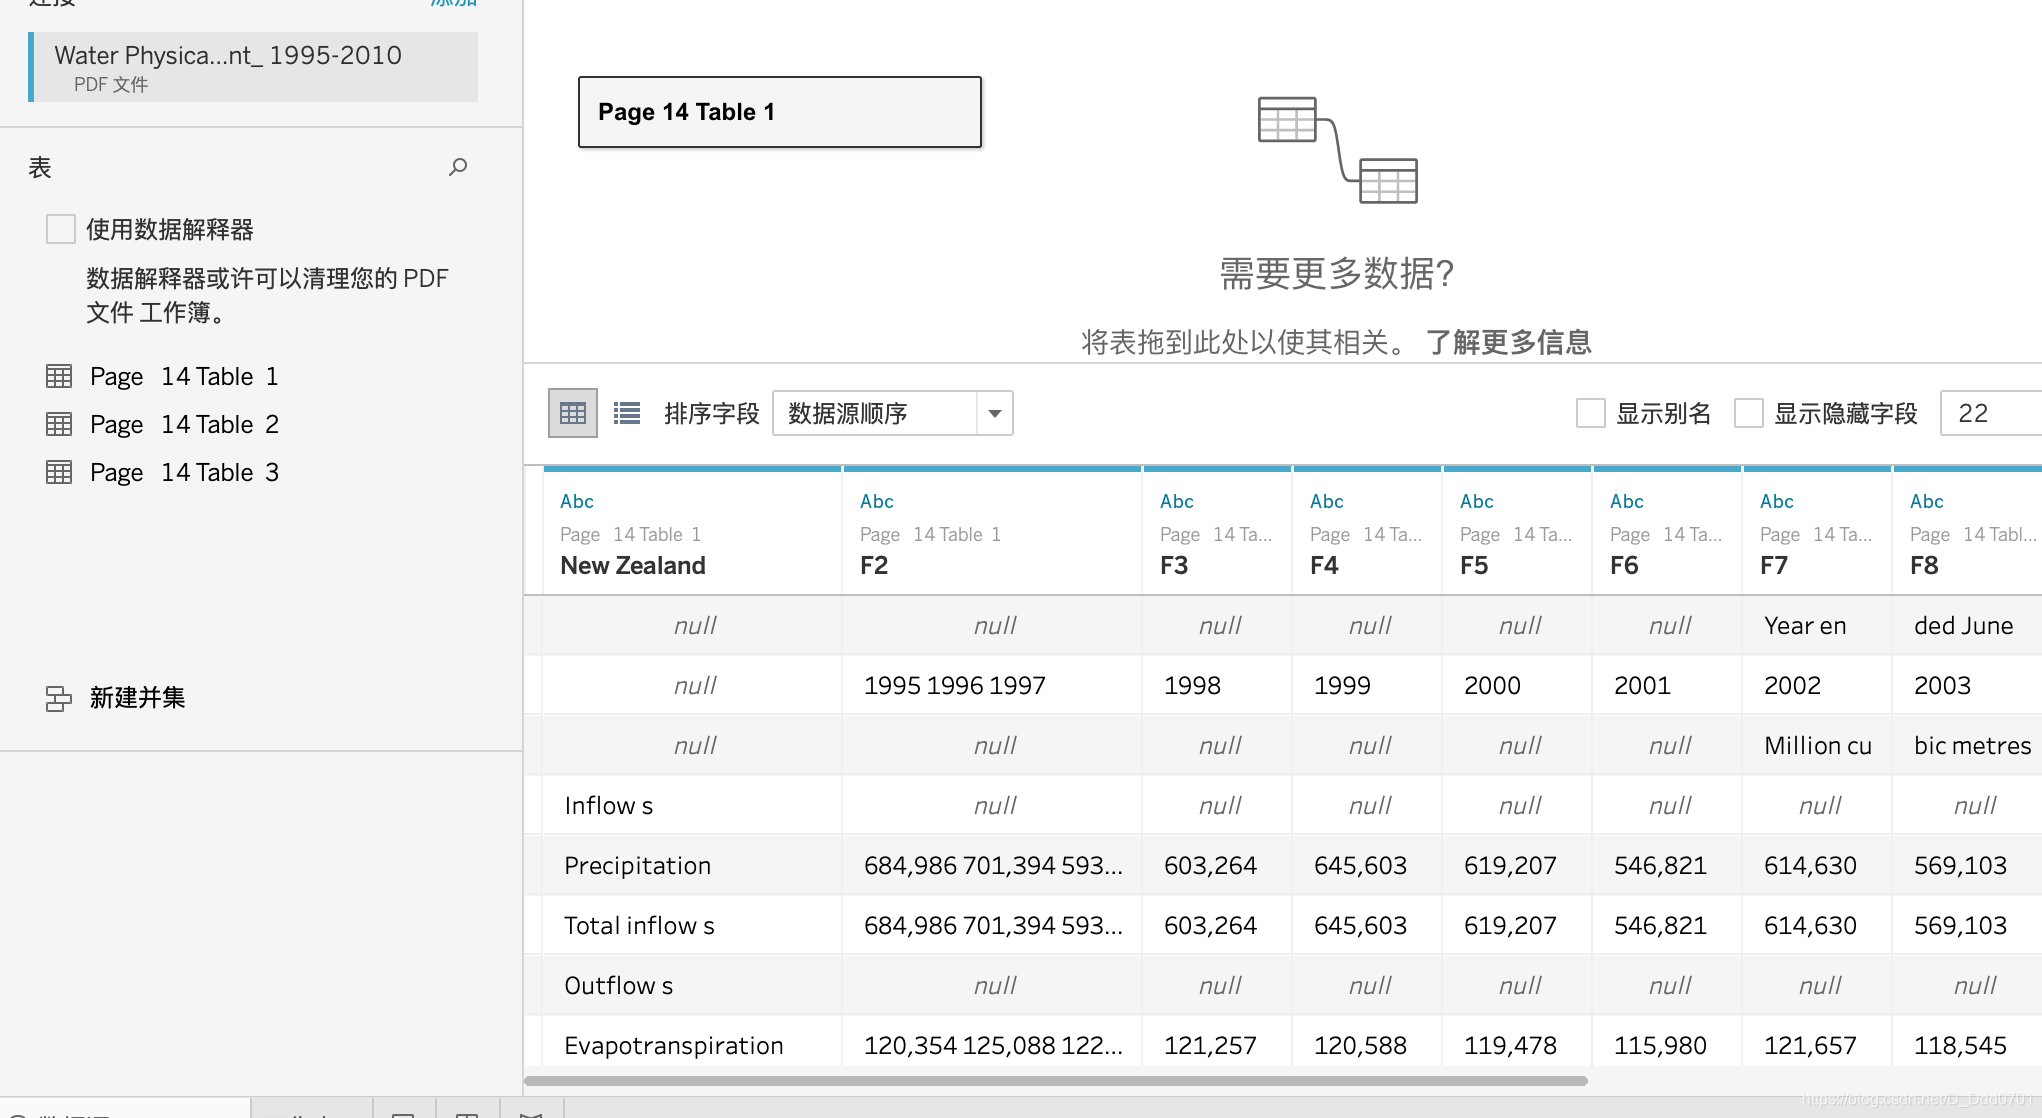 连接 添加
Water Physica...nt_ 1995-2010
PDF 文件
表
使用数据解释器
数据解释器或许可以清理您的 PDF
文件 工作簿。
Page 14 Table 1
Page 14 Table 2
Page 14 Table 3
新建并集
Page 14 Table 1
需要更多数据?
将表拖到此处以使其相关。 了解更多信息
排序字段 数据源顺序 显示别名 显示隐藏字段 22
Abc Abc Abc Abc Abc Abc Abc Abc
Page 14 Table 1 Page 14 Table 1 Page 14 Ta... Page 14 Ta... Page 14 Ta... Page 14 Ta... Page 14 Ta... Page 14 Tabl...
New Zealand F2 F3 F4 F5 F6 F7 F8
null null null null null null Year en ded June
null 1995 1996 1997 1998 1999 2000 2001 2002 2003
null null null null null null Million cu bic metres
Inflow s null null null null null null null
Precipitation 684,986 701,394 593... 603,264 645,603 619,207 546,821 614,630 569,103
Total inflow s 684,986 701,394 593... 603,264 645,603 619,207 546,821 614,630 569,103
Outflow s null null null null null null null
Evapotranspiration 120,354 125,088 122... 121,257 120,588 119,478 115,980 121,657 118,545
https://blog.csdn.net/D_Ddd0701